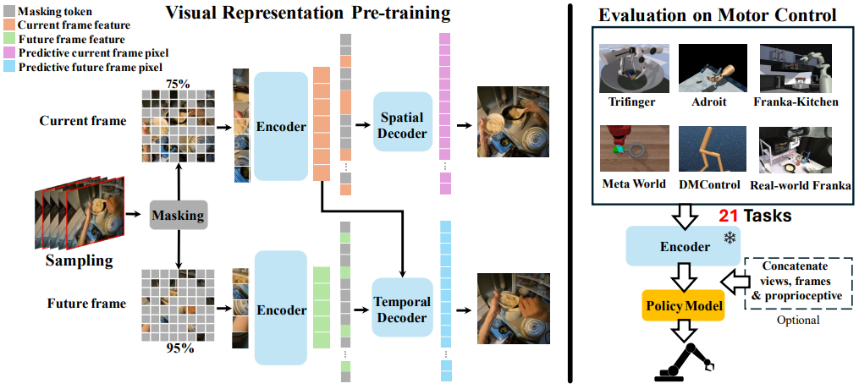 Visual Representation Pre-training
Masking token
Current frame feature
Future frame feature
Predictive current frame pixel
Predictive future frame pixel
75%
Current frame
Encoder
Spatial
Decoder
Masking
Sampling
Future frame
Encoder
Temporal
Decoder
95%
Evaluation on Motor Control
Trifinger
Adroit
Franka-Kitchen
Meta World
DMControl
Real-world Franka
21 Tasks
Encoder
Concatenate
views, frames
& proprioceptive
Policy Model
Optional